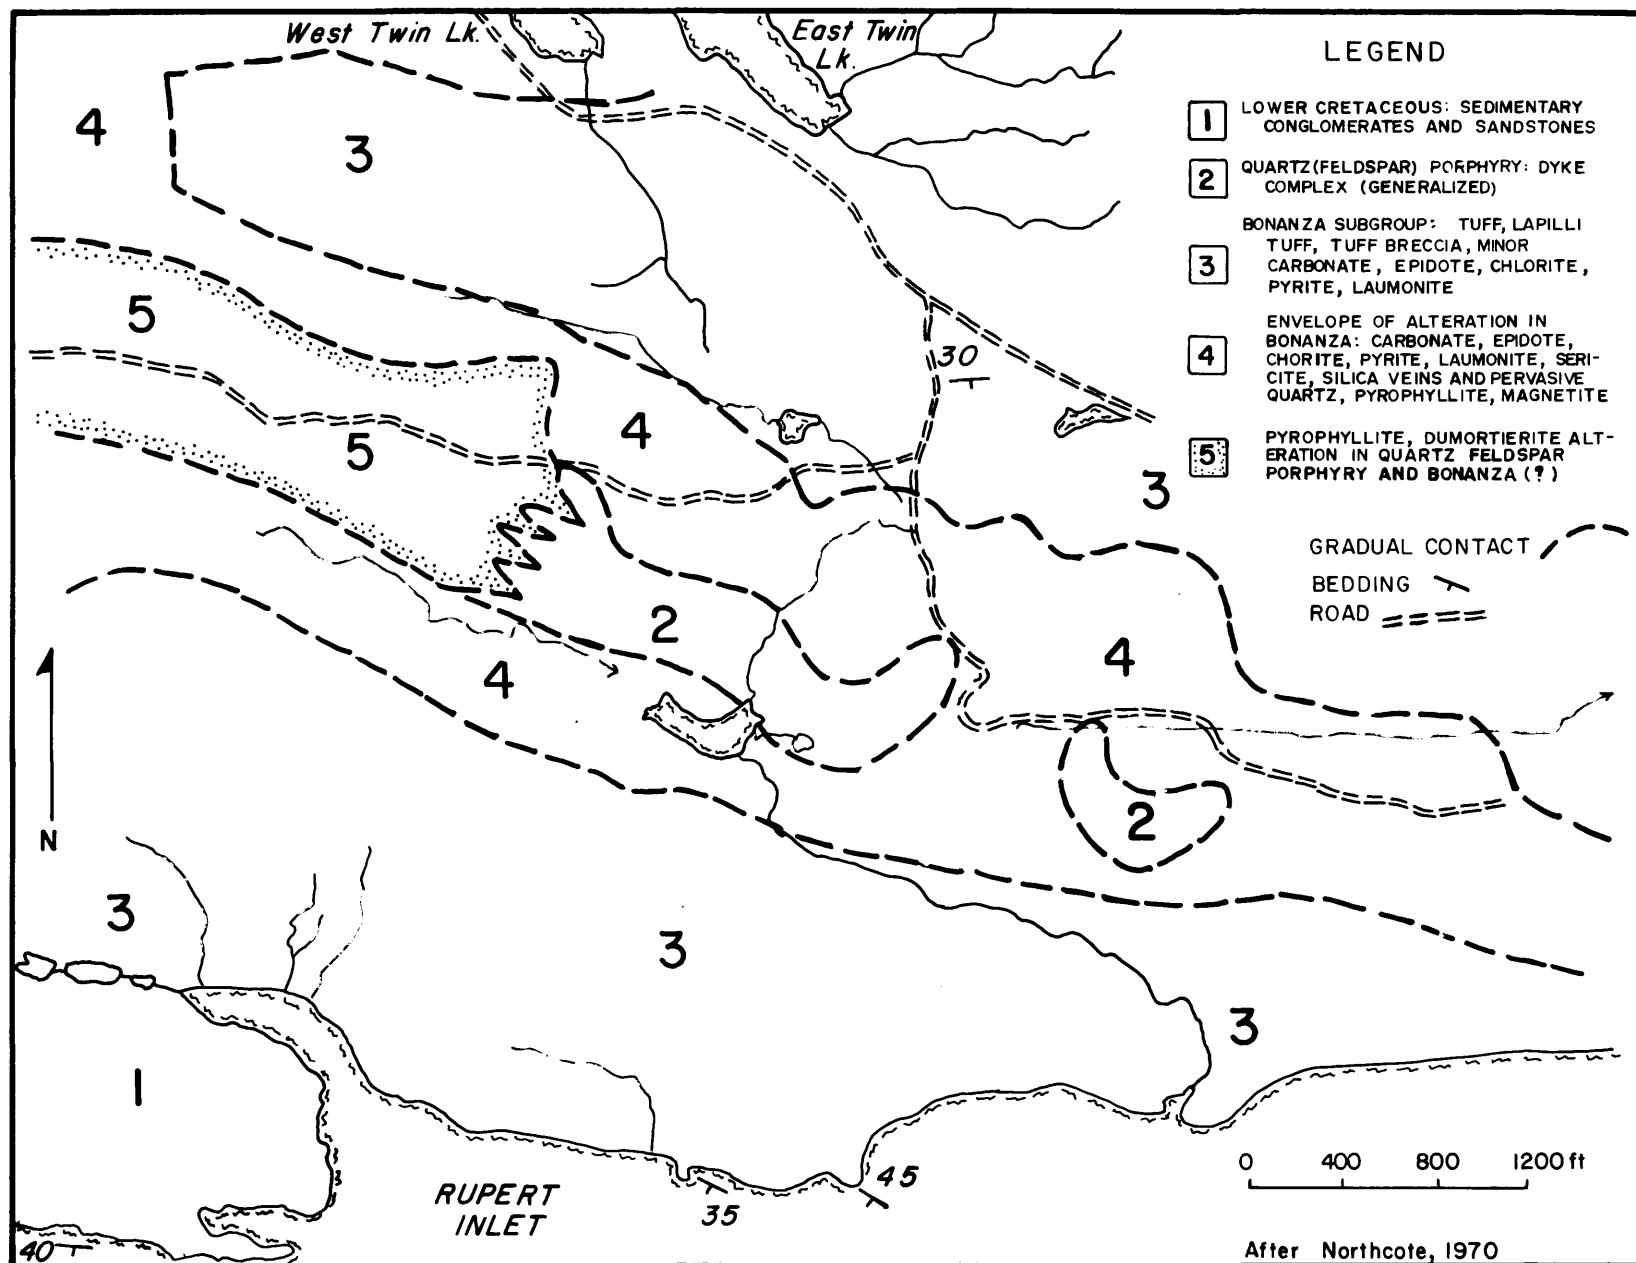 West Twin Lk.
East Twin
Lk.
LEGEND
1 LOWER CRETACEOUS: SEDIMENTARY
CONGLOMERATES AND SANDSTONES
2 QUARTZ(FELDSPAR) PORPHYRY: DYKE
COMPLEX (GENERALIZED)
BONANZA SUBGROUP: TUFF, LAPILLI
TUFF, TUFF BRECCIA, MINOR
3 CARBONATE, EPIDOTE, CHLORITE,
PYRITE, LAUMONITE
ENVELOPE OF ALTERATION IN
BONANZA: CARBONATE, EPIDOTE,
4 CHORITE, PYRITE, LAUMONITE, SERI-
CITE, SILICA VEINS AND PERVASIVE
QUARTZ, PYROPHYLLITE, MAGNETITE
PYROPHYLLITE, DUMORTIERITE ALT-
5 ERATION IN QUARTZ FELDSPAR
PORPHYRY AND BONANZA (?)
GRADUAL CONTACT
BEDDING
ROAD
4
3
5
30
4
5
3
2
4
4
2
N
3
3
3
1
RUPERT
INLET
35
45
40
0 400 800 1200 ft
After Northcote, 1970